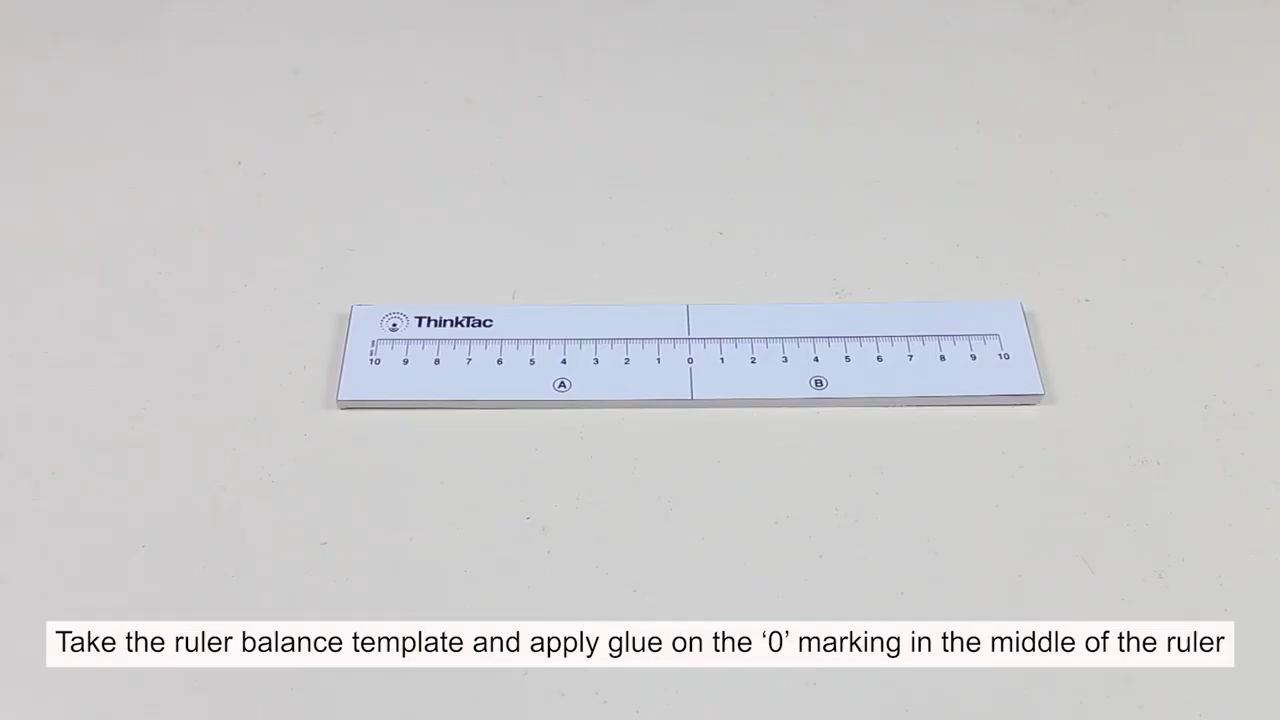 ThinkTac
10 9 8 7 6 5 4 3 2 1 0 1 2 3 4 5 6 7 8 9 10
A B
Take the ruler balance template and apply glue on the ‘0’ marking in the middle of the ruler